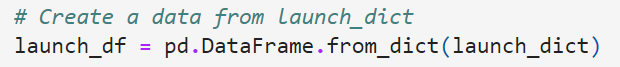 # Create a data from launch_dict
launch_df = pd.DataFrame.from_dict(launch_dict)